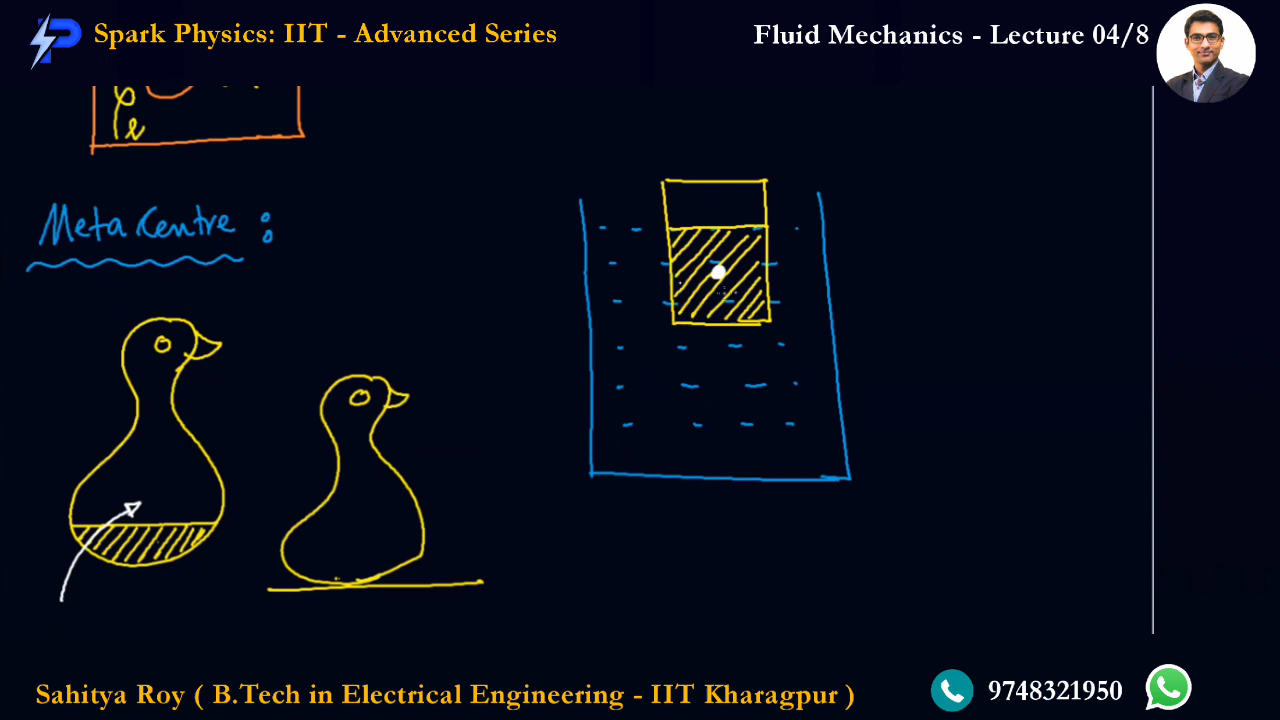 Spark Physics: IIT - Advanced Series
Fluid Mechanics - Lecture 04/8
ρℓ
Meta Centre :
Sahitya Roy ( B.Tech in Electrical Engineering - IIT Kharagpur )
9748321950